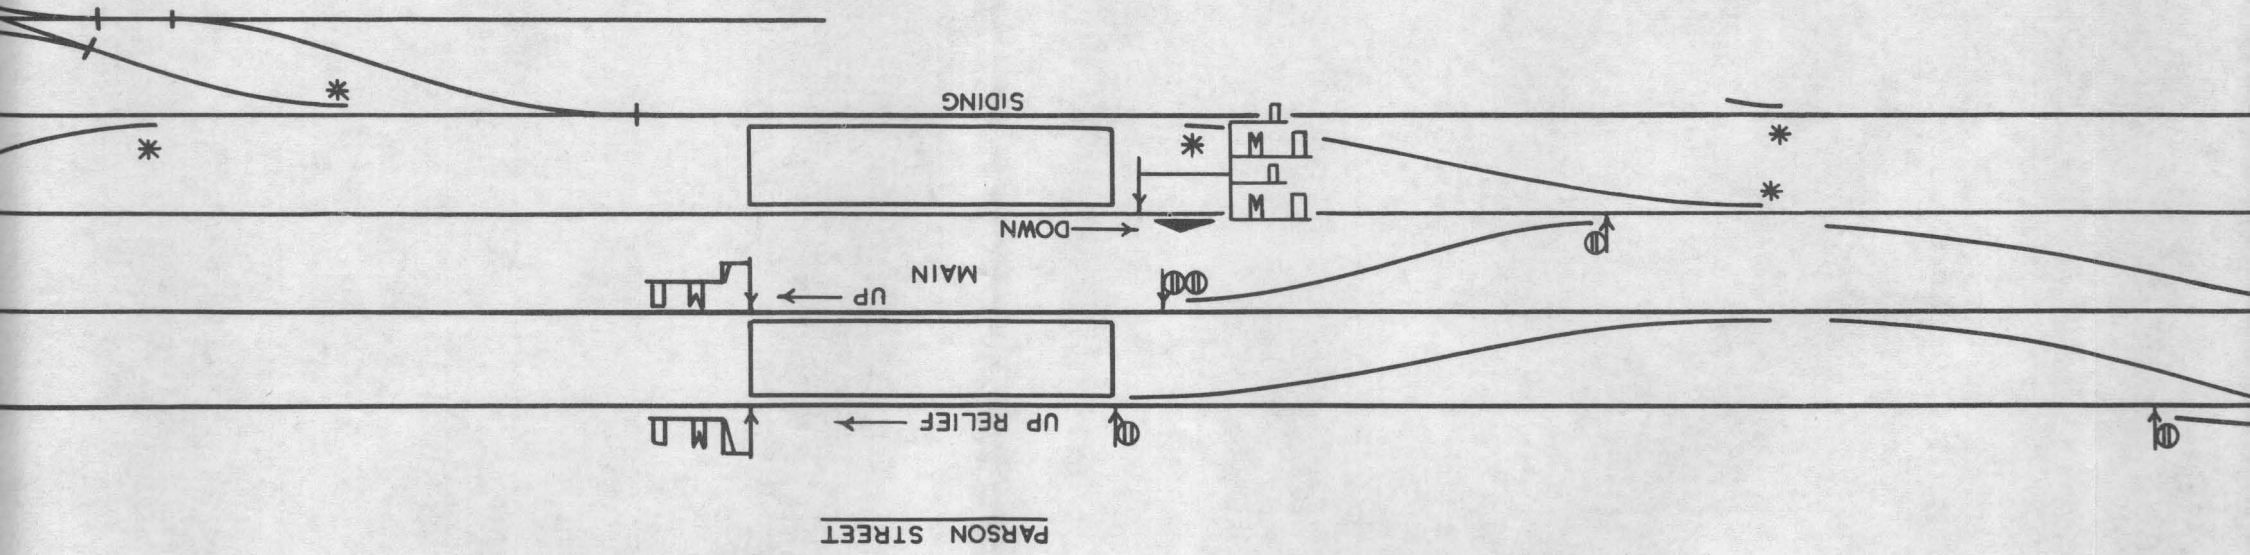 PARSON STREET
UP RELIEF
M
UP
M
MAIN
DOWN
M
M
SIDING